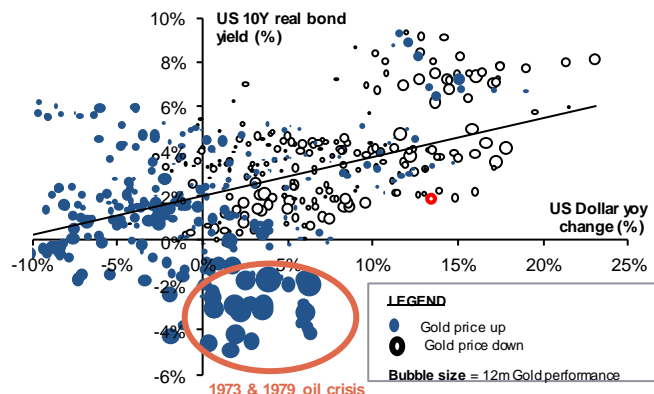 US 10Y real bond
yield (%)
10%
8%
6%
4%
2%
0%
-2%
-4%
-6%
-10%
-5%
0%
5%
10%
15%
20%
25%
US Dollar yoy
change (%)
LEGEND
Gold price up
Gold price down
Bubble size = 12m Gold performance
1973 & 1979 oil crisis